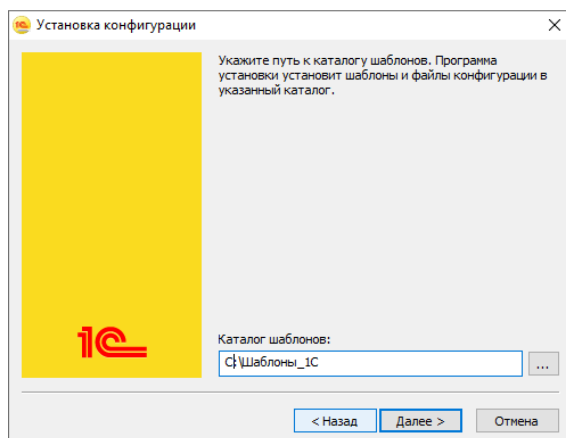 Установка конфигурации
Укажите путь к каталогу шаблонов. Программа
установки установит шаблоны и файлы конфигурации в
указанный каталог.
1С
Каталог шаблонов:
C:\Шаблоны_1С
...
< Назад
Далее >
Отмена